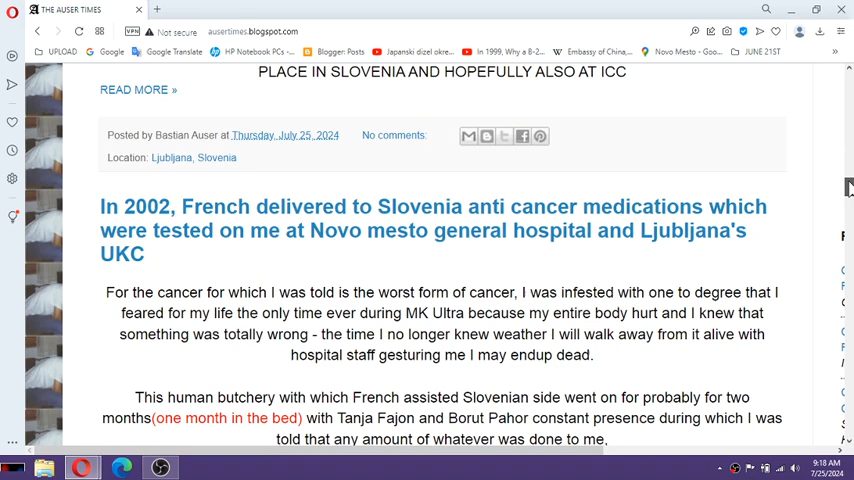 THE AUSER TIMES
VPN Not secure ausertimes.blogspot.com
UPLOAD Google Google Translate HP Notebook PC -... Blogger: Posts Japanski dizel okre... In 1999, Why a B-2... Embassy of China,... Novo Mesto - Goo... JUNE 21ST
PLACE IN SLOVENIA AND HOPEFULLY ALSO AT ICC
READ MORE »
Posted by Bastian Auser at Thursday, July 25, 2024 No comments:
Location: Ljubljana, Slovenia
In 2002, French delivered to Slovenia anti cancer medications which
were tested on me at Novo mesto general hospital and Ljubljana's
UKC
For the cancer for which I was told is the worst form of cancer, I was infested with one to degree that I
feared for my life the only time ever during MK Ultra because my entire body hurt and I knew that
something was totally wrong - the time I no longer knew weather I will walk away from it alive with
hospital staff gesturing me I may endup dead.
This human butchery with which French assisted Slovenian side went on for probably for two
months(one month in the bed) with Tanja Fajon and Borut Pahor constant presence during which I was
told that any amount of whatever was done to me,
9:18 AM
7/25/2024